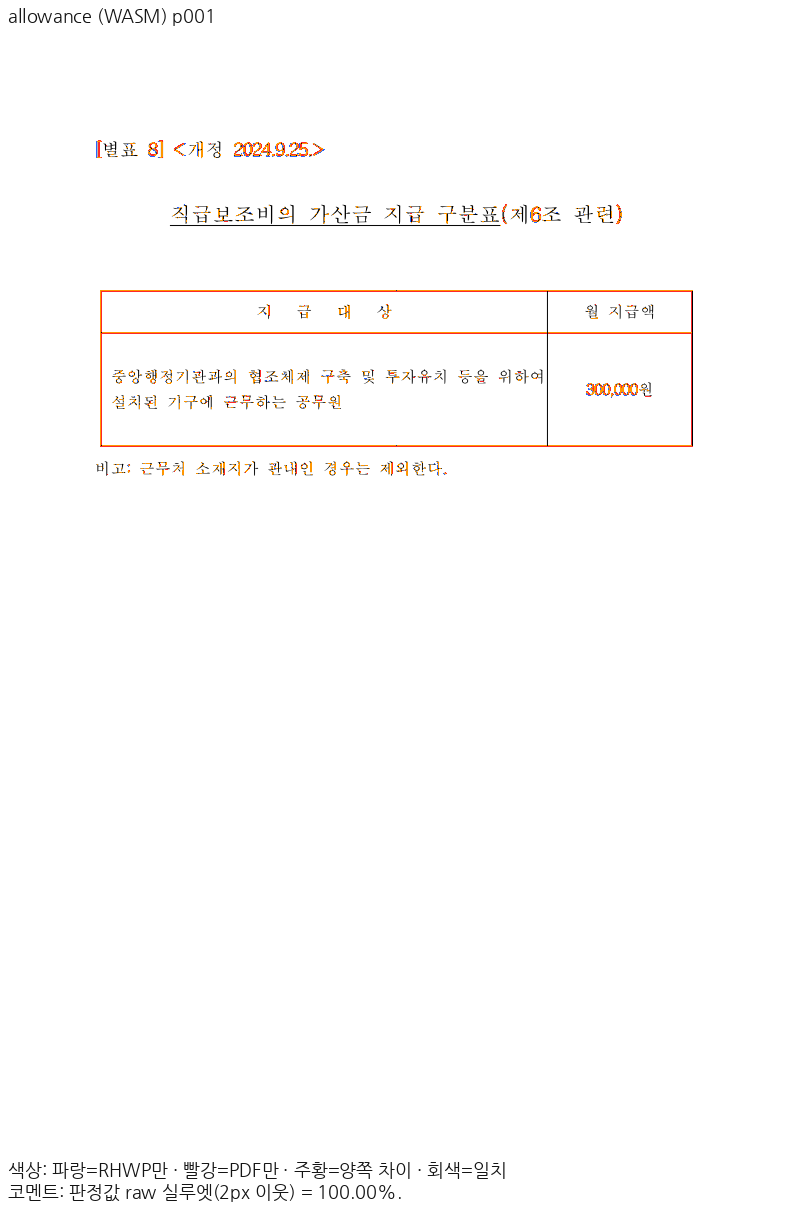 allowance (WASM) p001
[별표 8] <개정 2024.9.25.>
직급보조비의 가산금 지급 구분표(제6조 관련)
지 급 대 상
월 지급액
중앙행정기관과의 협조체제 구축 및 투자유치 등을 위하여
설치된 기구에 근무하는 공무원
300,000원
비고: 근무처 소재지가 관내인 경우는 제외한다.
색상: 파랑=RHWP만 · 빨강=PDF만 · 주황=양쪽 차이 · 회색=일치
코멘트: 판정값 raw 실루엣(2px 이웃) = 100.00%.